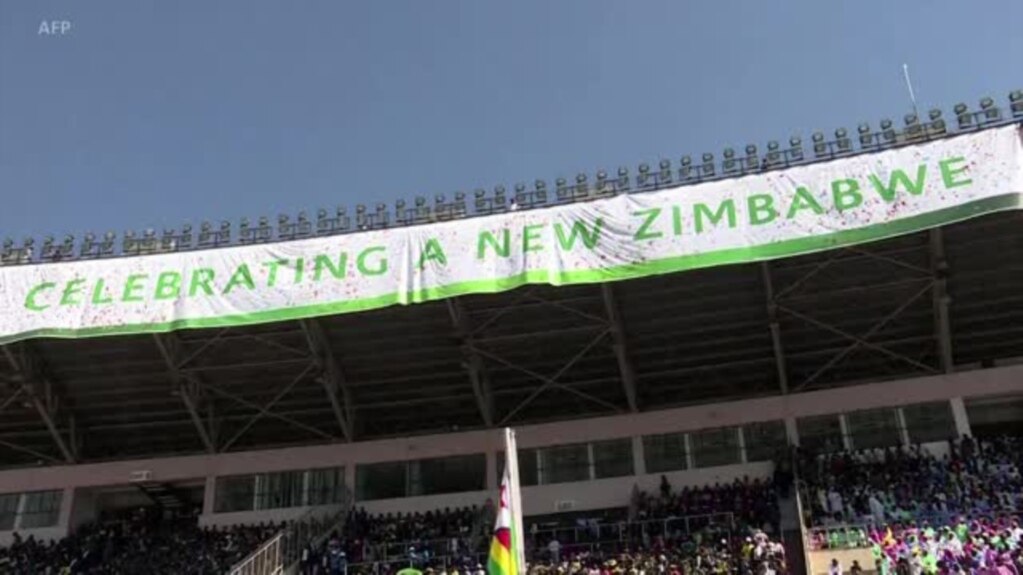 AFP
CELEBRATING A NEW ZIMBABWE